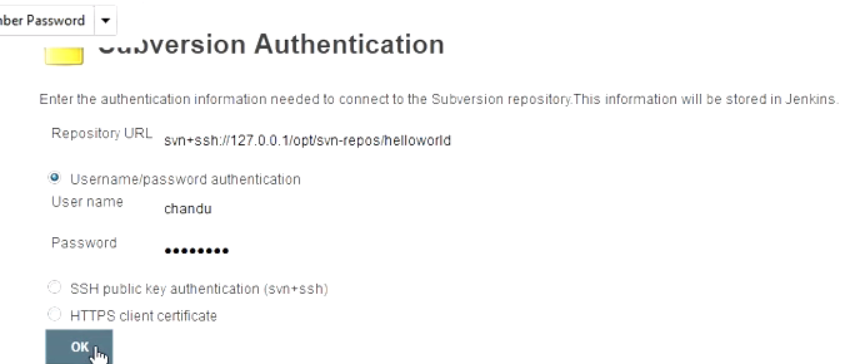 Password
Subversion Authentication
Enter the authentication information needed to connect to the Subversion repository.This information will be stored in Jenkins.
Repository URL svn+ssh://127.0.0.1/opt/svn-repos/helloworld
Username/password authentication
User name chandu
Password ••••••••
SSH public key authentication (svn+ssh)
HTTPS client certificate
OK